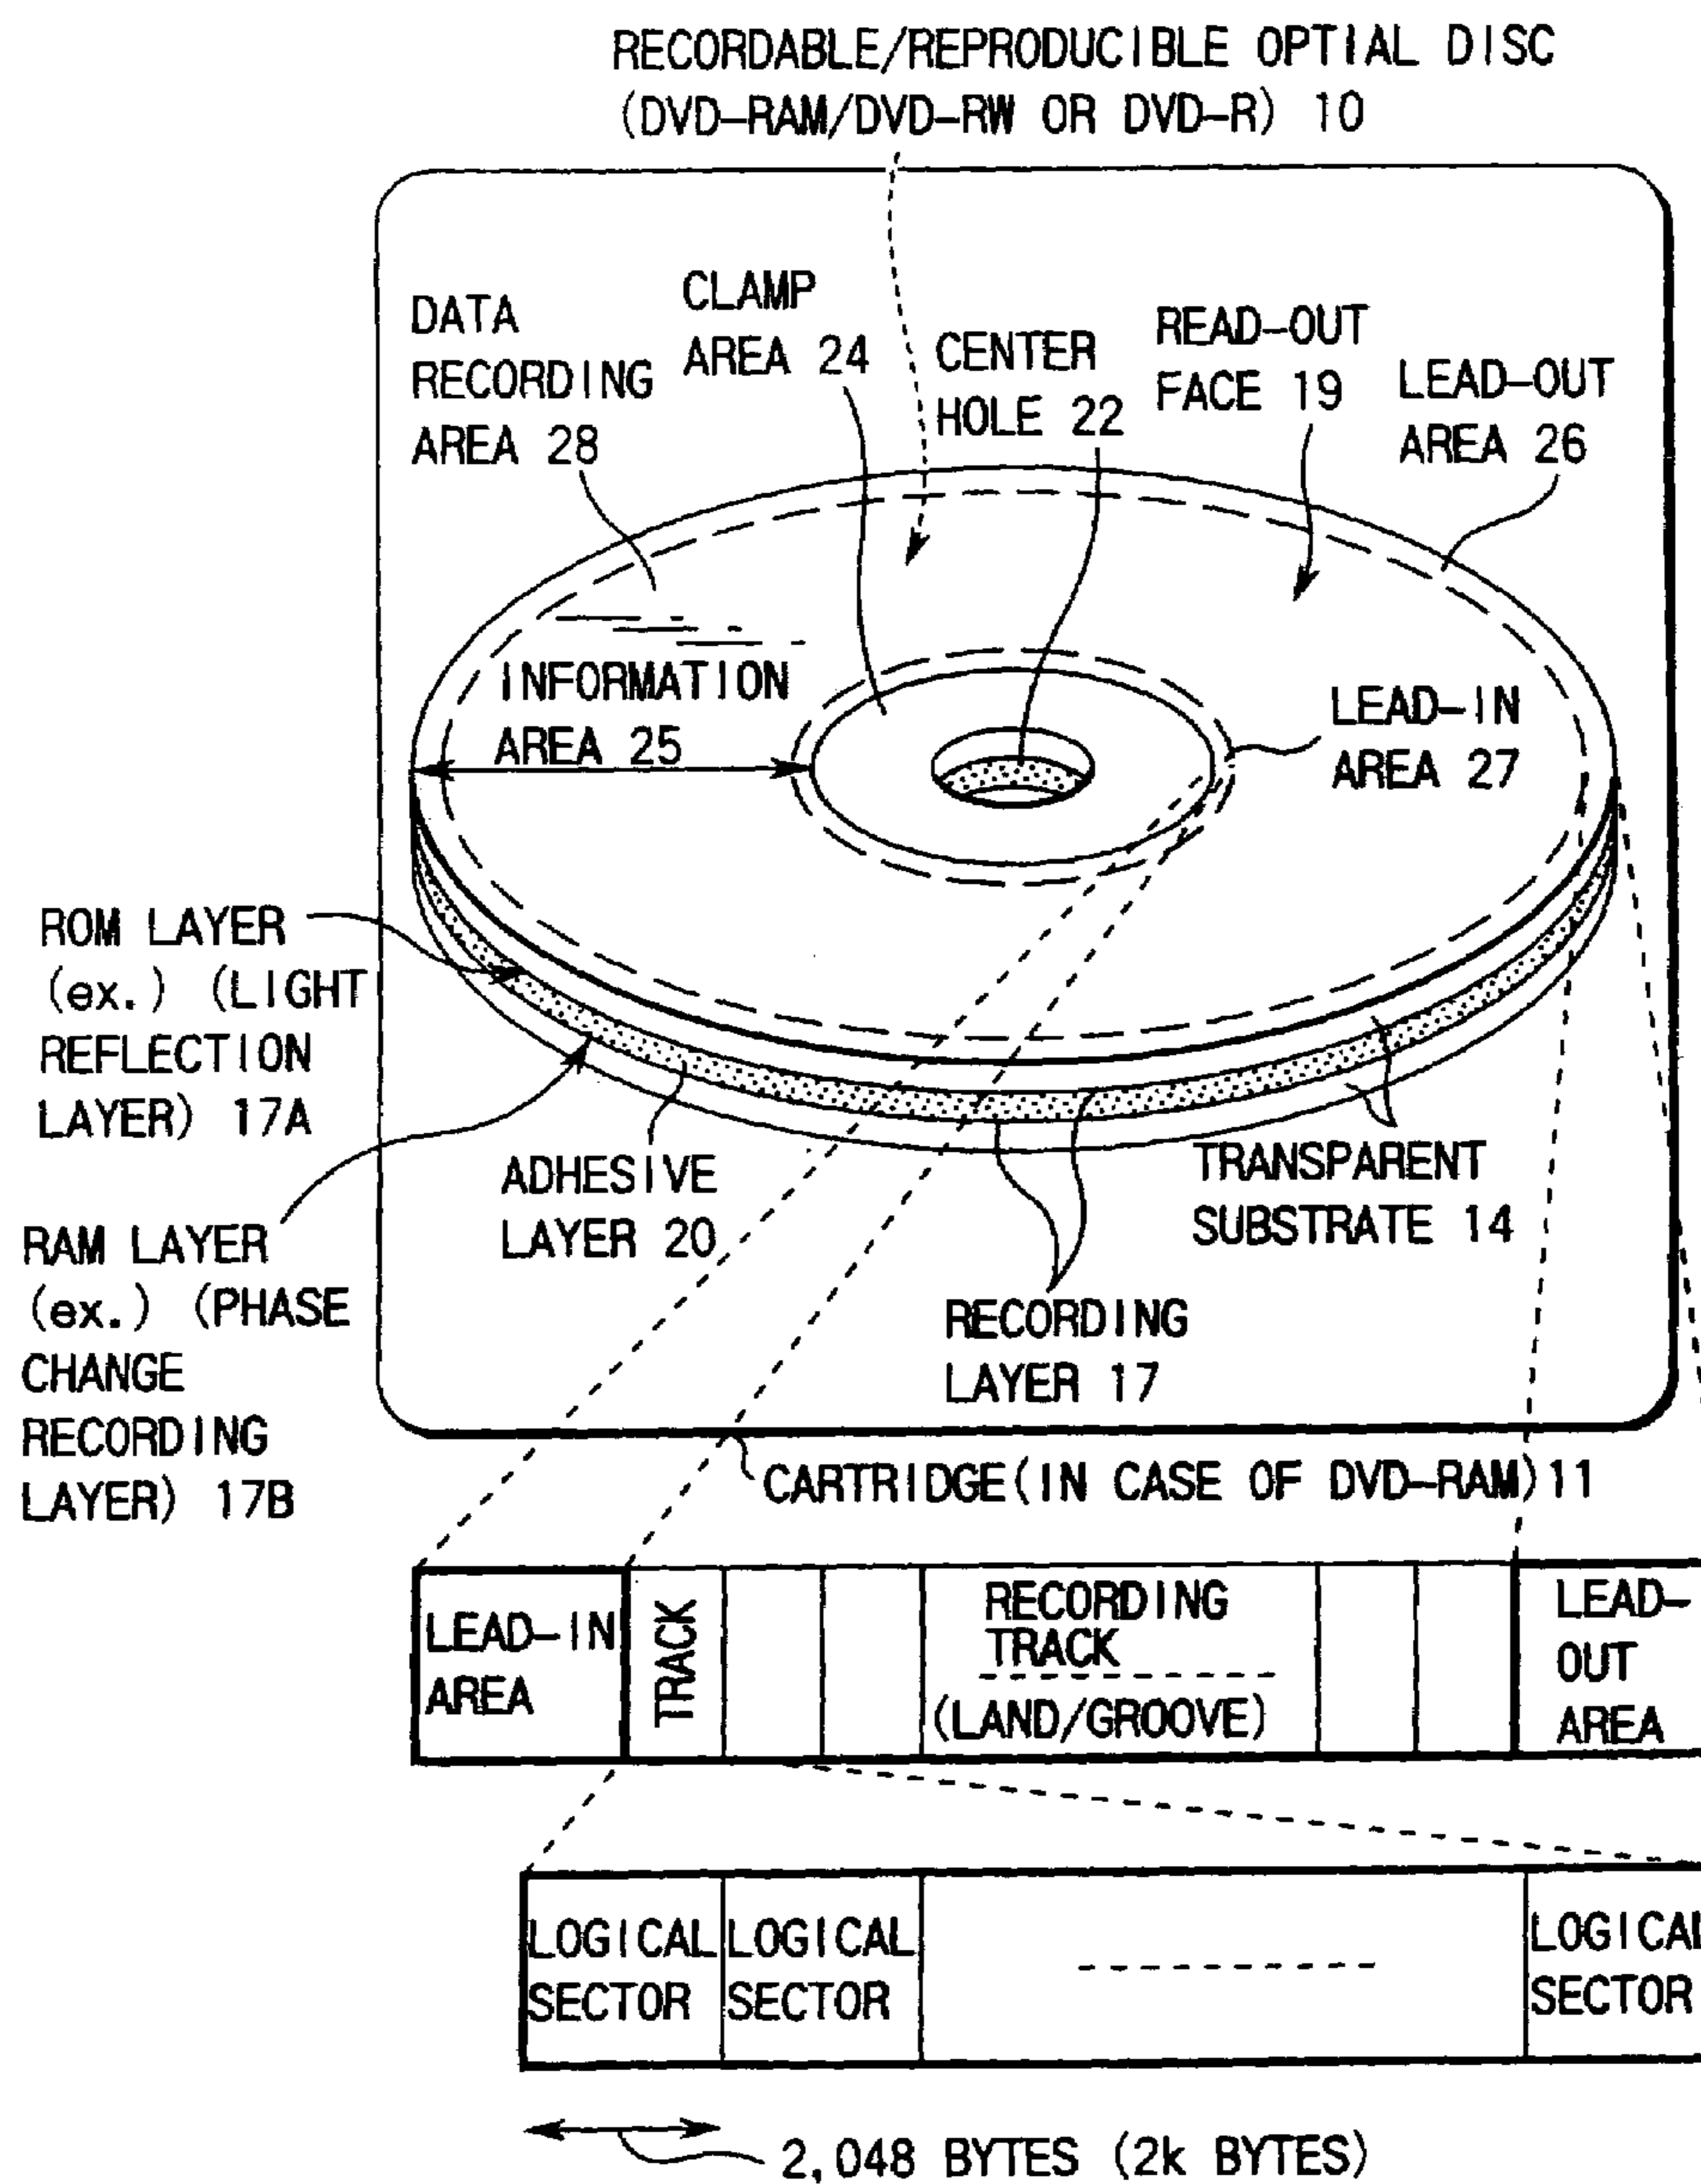 RECORDABLE/REPRODUCIBLE OPTIAL DISC
(DVD-RAM/DVD-RW OR DVD-R) 10
DATA
RECORDING
AREA 28
CLAMP
AREA 24
CENTER
HOLE 22
READ-OUT
FACE 19
LEAD-OUT
AREA 26
INFORMATION
AREA 25
LEAD-IN
AREA 27
ROM LAYER
(ex.) (LIGHT
REFLECTION
LAYER) 17A
ADHESIVE
LAYER 20
TRANSPARENT
SUBSTRATE 14
RAM LAYER
(ex.) (PHASE
CHANGE
RECORDING
LAYER) 17B
RECORDING
LAYER 17
CARTRIDGE(IN CASE OF DVD-RAM)11
LEAD-IN
AREA
TRACK
RECORDING
TRACK
(LAND/GROOVE)
LEAD-
OUT
AREA
LOGICAL
SECTOR
LOGICAL
SECTOR
LOGICAL
SECTOR
2,048 BYTES (2k BYTES)